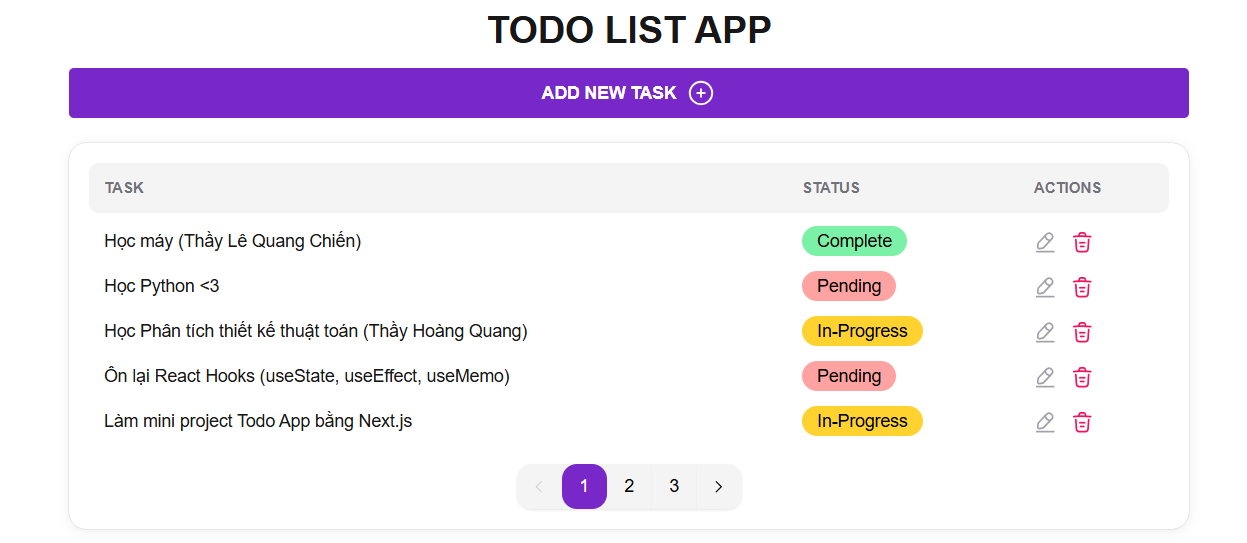 TODO LIST APP
ADD NEW TASK
TASK STATUS ACTIONS
Học máy (Thầy Lê Quang Chiến) Complete
Học Python <3 Pending
Học Phân tích thiết kế thuật toán (Thầy Hoàng Quang) In-Progress
Ôn lại React Hooks (useState, useEffect, useMemo) Pending
Làm mini project Todo App bằng Next.js In-Progress
1 2 3